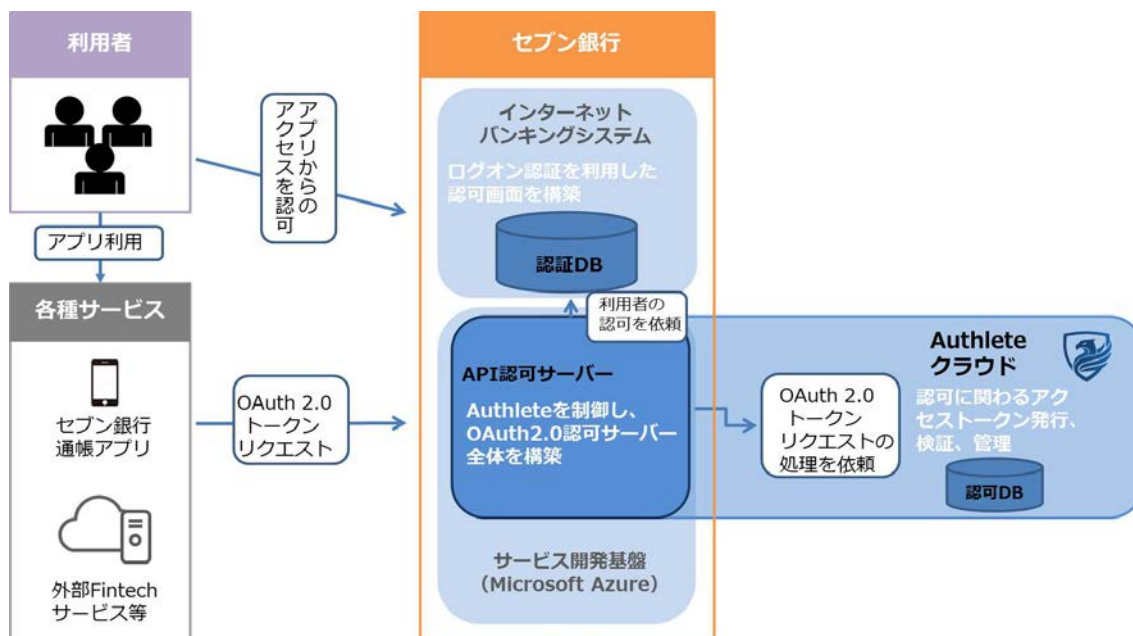 利用者
アプリ利用
各種サービス
セブン銀行
通帳アプリ
外部Fintech
サービス等
アプリからの
アクセスを認可
OAuth 2.0
トークン
リクエスト
セブン銀行
インターネット
バンキングシステム
ログオン認証を利用した
認可画面を構築
認証DB
利用者の
認可を依頼
API認可サーバー
Authleteを制御し、
OAuth2.0認可サーバー
全体を構築
サービス開発基盤
（Microsoft Azure）
OAuth 2.0
トークン
リクエストの
処理を依頼
Authlete
クラウド
認可に関わるアク
セストークン発行、
検証、管理
認可DB